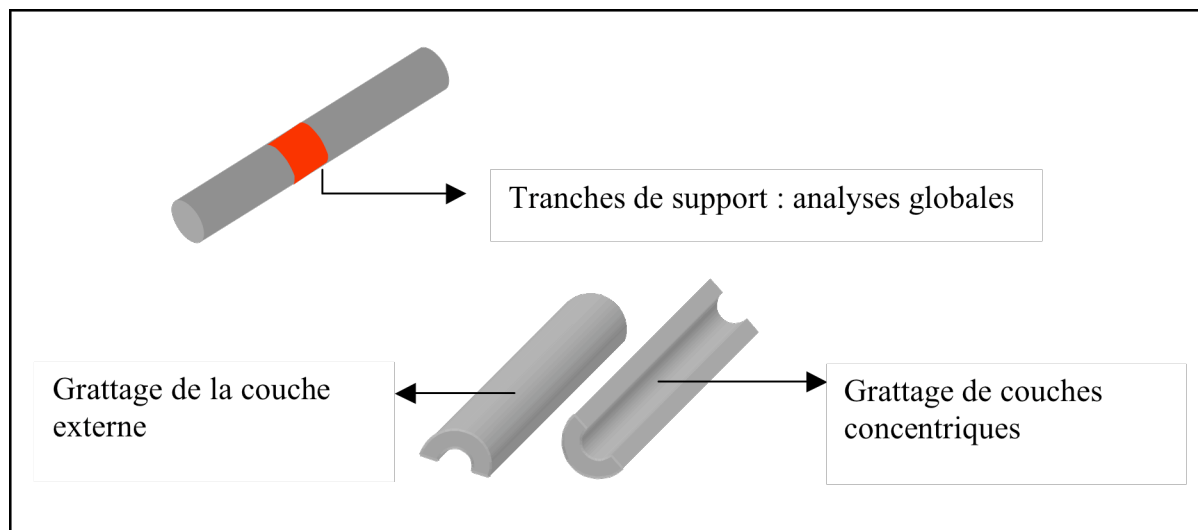 Tranches de support : analyses globales
Grattage de la couche
externe
Grattage de couches
concentriques